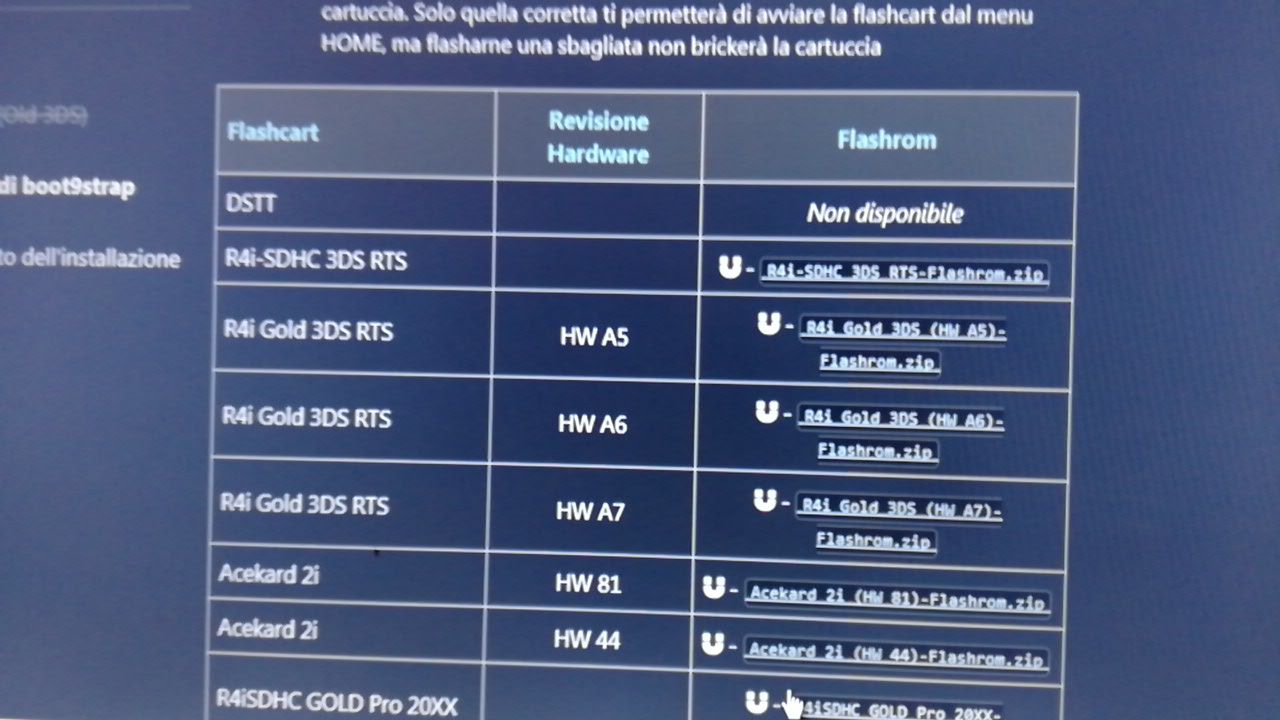 cartuccia. Solo quella corretta ti permetterà di avviare la flashcart dal menu
HOME, ma flasharne una sbagliata non brickerà la cartuccia
(Old 3DS)
di boot9strap
to dell'installazione
Flashcart Revisione Hardware Flashrom
DSTT Non disponibile
R4i-SDHC 3DS RTS - R4i-SDHC 3DS RTS-Flashrom.zip
R4i Gold 3DS RTS HW A5 - R4i Gold 3DS (HW A5)-
Flashrom.zip
R4i Gold 3DS RTS HW A6 - R4i Gold 3DS (HW A6)-
Flashrom.zip
R4i Gold 3DS RTS HW A7 - R4i Gold 3DS (HW A7)-
Flashrom.zip
Acekard 2i HW 81 - Acekard 2i (HW 81)-Flashrom.zip
Acekard 2i HW 44 - Acekard 2i (HW 44)-Flashrom.zip
R4iSDHC GOLD Pro 20XX - 4iSDHC GOLD Pro 20XX-